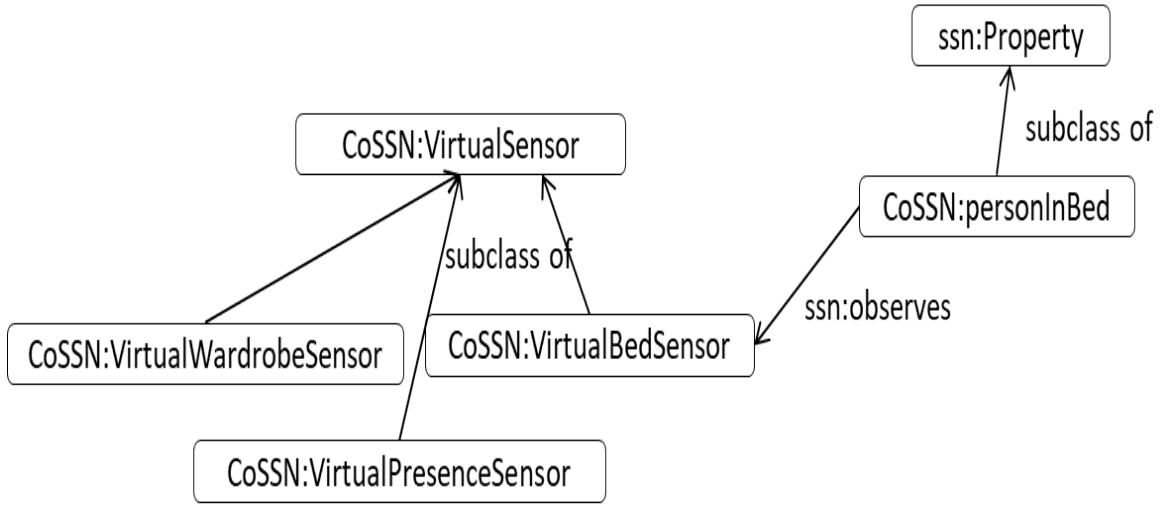 ssn:Property
subclass of
CoSSN:VirtualSensor
CoSSN:personInBed
subclass of
ssn:observes
CoSSN:VirtualWardrobeSensor
CoSSN:VirtualBedSensor
CoSSN:VirtualPresenceSensor